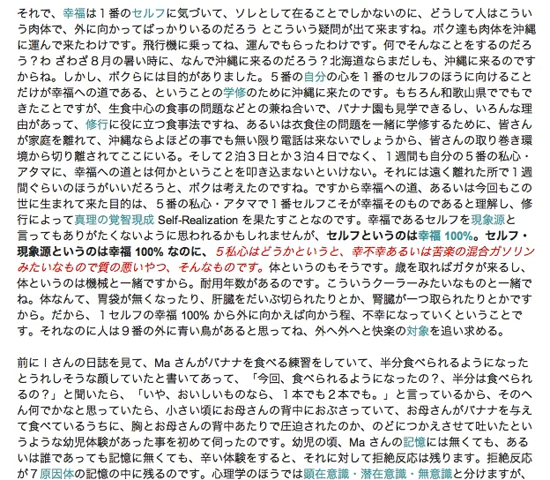 それで、幸福は１番のセルフに気づいて、ソレとして在ることでしかないのに、どうして人はこうい
う肉体で、外に向かってばっかりいるのだろう とこういう疑問が出て来ますね。ボク達も肉体を沖縄
に運んで来たわけです。飛行機に乗ってね、運んでもらったわけです。何でそんなことをするのだろ
う？わ ざわざ８月の暑い時に、なんで沖縄に来るのだろう？北海道ならまだしも、沖縄に来るのです
からね。しかし、ボクらには目的がありました。５番の自分の心を１番のセルフのほうに向けること
だけが幸福への道である、ということの学修のために沖縄に来たのです。もちろん和歌山県ででもで
きたことですが、生食中心の食事の問題などとの兼ね合いで、バナナ園も見学できるし、いろんな理
由があって、修行に役に立つ食事法ですね、あるいは衣食住の問題を一緒に学修するために、皆さん
が家庭を離れて、沖縄ならよほどの事でも無い限り電話は来ないでしょうから、皆さんの取り巻き環
境から切り離されてここにいる。そして２泊３日とか３泊４日でなく、１週間も自分の５番の私心・
アタマに、幸福への道とは何かということを叩き込まないといけない。それには遠く離れた所で１週
間ぐらいのほうがいいだろうと、ボクは考えたのですね。ですから幸福への道、あるいは今回もこの
世に生まれて来た目的は、５番の私心・アタマで１番セルフこそが幸福そのものであると理解し、修
行によって真理の覚智現成 Self-Realization を果たすことなのです。幸福であるセルフを現象源と
言ってもありがたくないように思われるかもしれませんが、セルフというのは幸福 100%。セルフ・
現象源というのは幸福 100% なのに、５私心はどうかというと、幸不幸あるいは苦楽の混合ガソリン
みたいなもので質の悪いやつ、そんなものです。体というのもそうです。歳を取ればガタが来るし、
体というのは機械と一緒ですから。耐用年数があるのです。こういうクーラーみたいなものと一緒で
ね。体なんて、胃袋が無くなったり、肝臓をだいぶ切られたりとか、腎臓が一つ取られたりとかです
から。だから、１セルフの幸福 100% から外に向かえば向かう程、不幸になっていくということで
す。それなのに人は９番の外に青い鳥があると思ってね、外へ外へと快楽の対象を追い求める。
前にＩさんの日誌を見て、Ma さんがバナナを食べる練習をしていて、半分食べられるようになった
とうれしそうな顔していたと書いてあって、「今回、食べられるようになったの？、半分は食べられ
るの？」と聞いたら、「いや、おいしいものなら、１本でも２本でも。」と言っているから、そのへ
ん何でかなと思っていたら、小さい頃にお母さんの背中におぶさっていて、お母さんがバナナを与え
て食べているうちに、胸とお母さんの背中あたりで圧迫されたのか、のどにつかえさせて吐いたとい
うような幼児体験があった事を初めて伺ったのです。幼児の頃、Ma さんの記憶には無くても、ある
いは誰であっても記憶に無くても、辛い体験をすると、それに対して拒絶反応は残ります。拒絶反応
が７原因体の記憶の中に残るのです。心理学のほうでは顕在意識・潜在意識・無意識と分けますが、